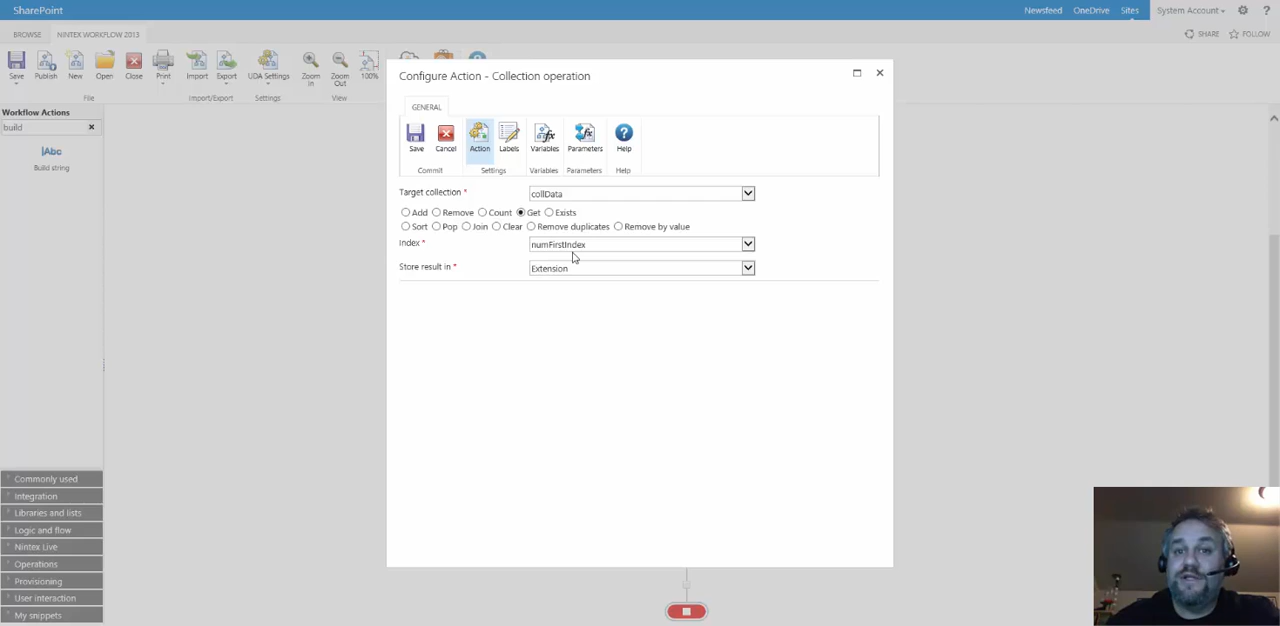 SharePoint
Newsfeed OneDrive Sites System Account ?
BROWSE NINTEX WORKFLOW 2013 SHARE FOLLOW
Save Publish New Open Close Print Import Export UDA Settings Zoom In Zoom Out 100%
File Import/Export Settings View
Workflow Actions
build
Abc
Build string
Commonly used
Integration
Libraries and lists
Logic and flow
Nintex Live
Operations
Provisioning
User interaction
My snippets
Configure Action - Collection operation
GENERAL
Save Cancel Action Labels Variables Parameters Help
Commit Settings Variables Parameters Help
Target collection * collData
Add Remove Count Get Exists
Sort Pop Join Clear Remove duplicates Remove by value
Index * numFirstIndex
Store result in * Extension